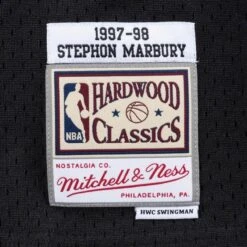 1997-98
STEPHON MARBURY
HARDWOOD
NBA
CLASSICS
NOSTALGIA CO.
Mitchell & Ness
PHILADELPHIA, PA.
HWC SWINGMAN